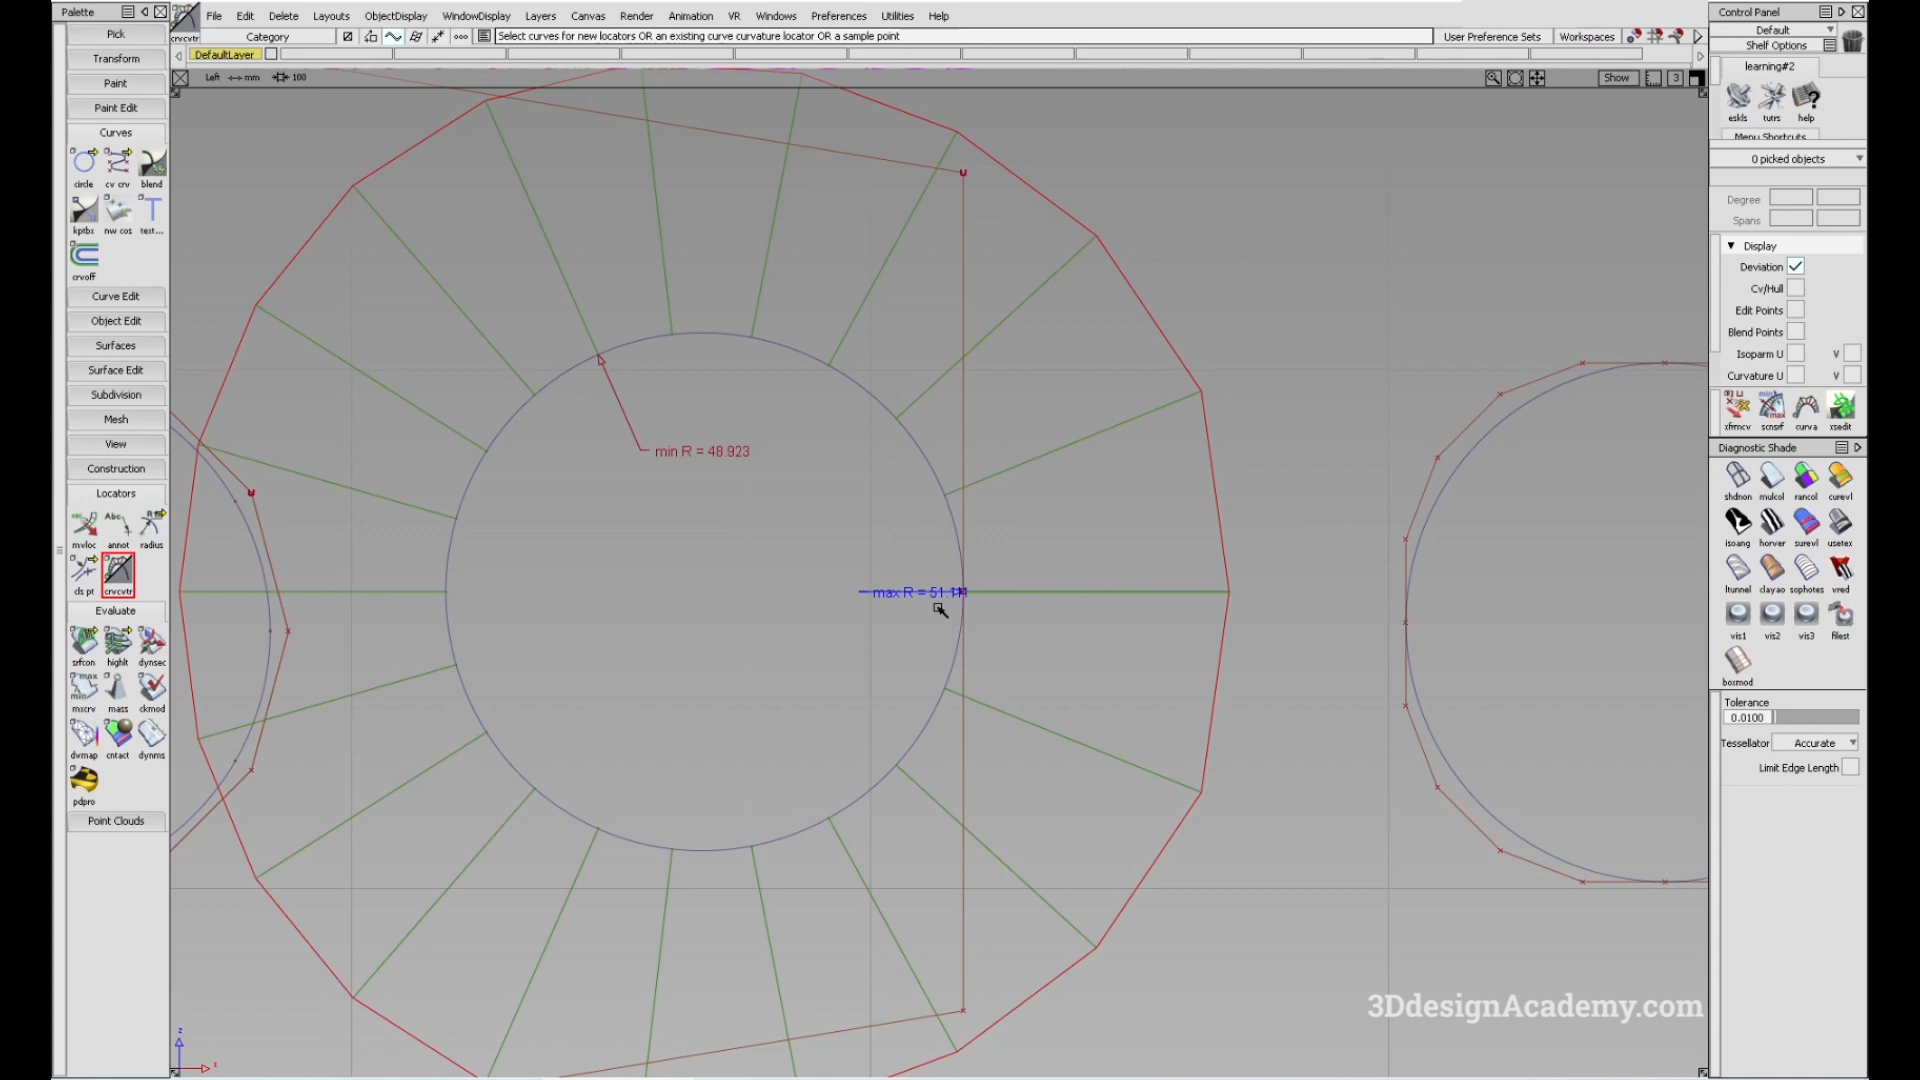 Palette
Pick
Transform
Paint
Paint Edit
Curves
circle cv crv blend
kptbx nw cos text...
crvoff
Curve Edit
Object Edit
Surfaces
Surface Edit
Subdivision
Mesh
View
Construction
Locators
mvloc annot radius
cls pt crvcvtr
Evaluate
srfcon highlt dynsec
mxcrv mass ckmod
dvmap cntact dynms
pdpro
Point Clouds
File Edit Delete Layouts ObjectDisplay WindowDisplay Layers Canvas Render Animation VR Windows Preferences Utilities Help
crvcvtr Category Select curves for new locators OR an existing curve curvature locator OR a sample point User Preference Sets Workspaces
DefaultLayer
Left mm 100 Show 3
min R = 48.923
z
x
3DdesignAcademy.com
Control Panel
Default
Shelf Options
learning#2
eskls tutrs help
Menu Shortcuts
0 picked objects
Degree
Spans
Display
Deviation
Cv/Hull
Edit Points
Blend Points
Isoparm U V
Curvature U V
xfrmcv scnsrf curva xsedit
Diagnostic Shade
shdnon mulcol rancol curevl
isoang horver surevl usetex
ltunnel clayao sophotes vred
vis1 vis2 vis3 filest
boxmod
Tolerance
0.0100
Tessellator Accurate
Limit Edge Length